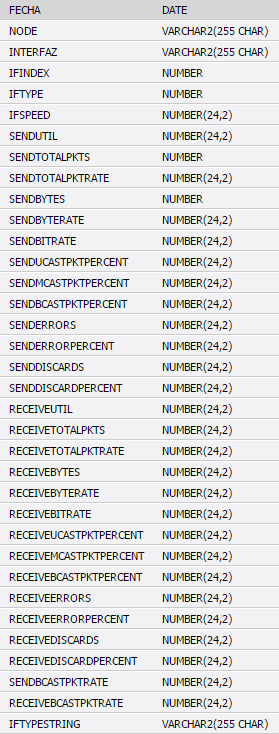 FECHA DATE
NODE VARCHAR2(255 CHAR)
INTERFAZ VARCHAR2(255 CHAR)
IFINDEX NUMBER
IFTYPE NUMBER
IFSPEED NUMBER(24,2)
SENDUTIL NUMBER(24,2)
SENDTOTALPKTS NUMBER
SENDTOTALPKTRATE NUMBER(24,2)
SENDBYTES NUMBER
SENDBYTERATE NUMBER(24,2)
SENDBITRATE NUMBER(24,2)
SENDUCASTPKTPERCENT NUMBER(24,2)
SENDMCASTPKTPERCENT NUMBER(24,2)
SENDBCASTPKTPERCENT NUMBER(24,2)
SENDERRORS NUMBER(24,2)
SENDERRORPERCENT NUMBER(24,2)
SENDDISCARDS NUMBER(24,2)
SENDDISCARDPERCENT NUMBER(24,2)
RECEIVEUTIL NUMBER(24,2)
RECEIVETOTALPKTS NUMBER(24,2)
RECEIVETOTALPKTRATE NUMBER(24,2)
RECEIVEBYTES NUMBER(24,2)
RECEIVEBYTERATE NUMBER(24,2)
RECEIVEBITRATE NUMBER(24,2)
RECEIVEUCASTPKTPERCENT NUMBER(24,2)
RECEIVEMCASTPKTPERCENT NUMBER(24,2)
RECEIVEBCASTPKTPERCENT NUMBER(24,2)
RECEIVEERRORS NUMBER(24,2)
RECEIVEERRORPERCENT NUMBER(24,2)
RECEIVEDISCARDS NUMBER(24,2)
RECEIVEDISCARDPERCENT NUMBER(24,2)
SENDBCASTPKTRATE NUMBER(24,2)
RECEIVEBCASTPKTRATE NUMBER(24,2)
IFTYPESTRING VARCHAR2(255 CHAR)